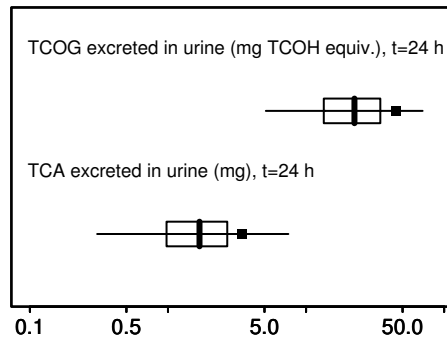 TCOG excreted in urine (mg TCOH equiv.), t=24 h
TCA excreted in urine (mg), t=24 h
0.1 0.5 5.0 50.0